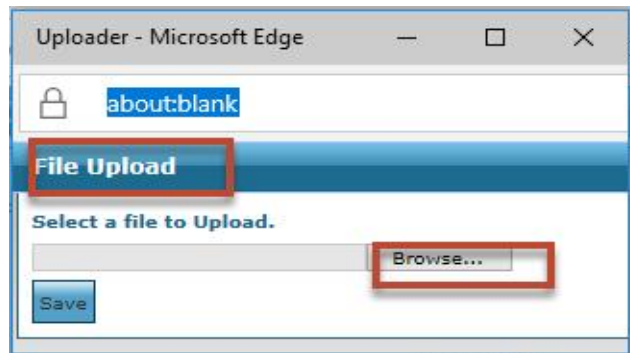 Uploader - Microsoft Edge
about:blank
File Upload
Select a file to Upload.
Browse...
Save